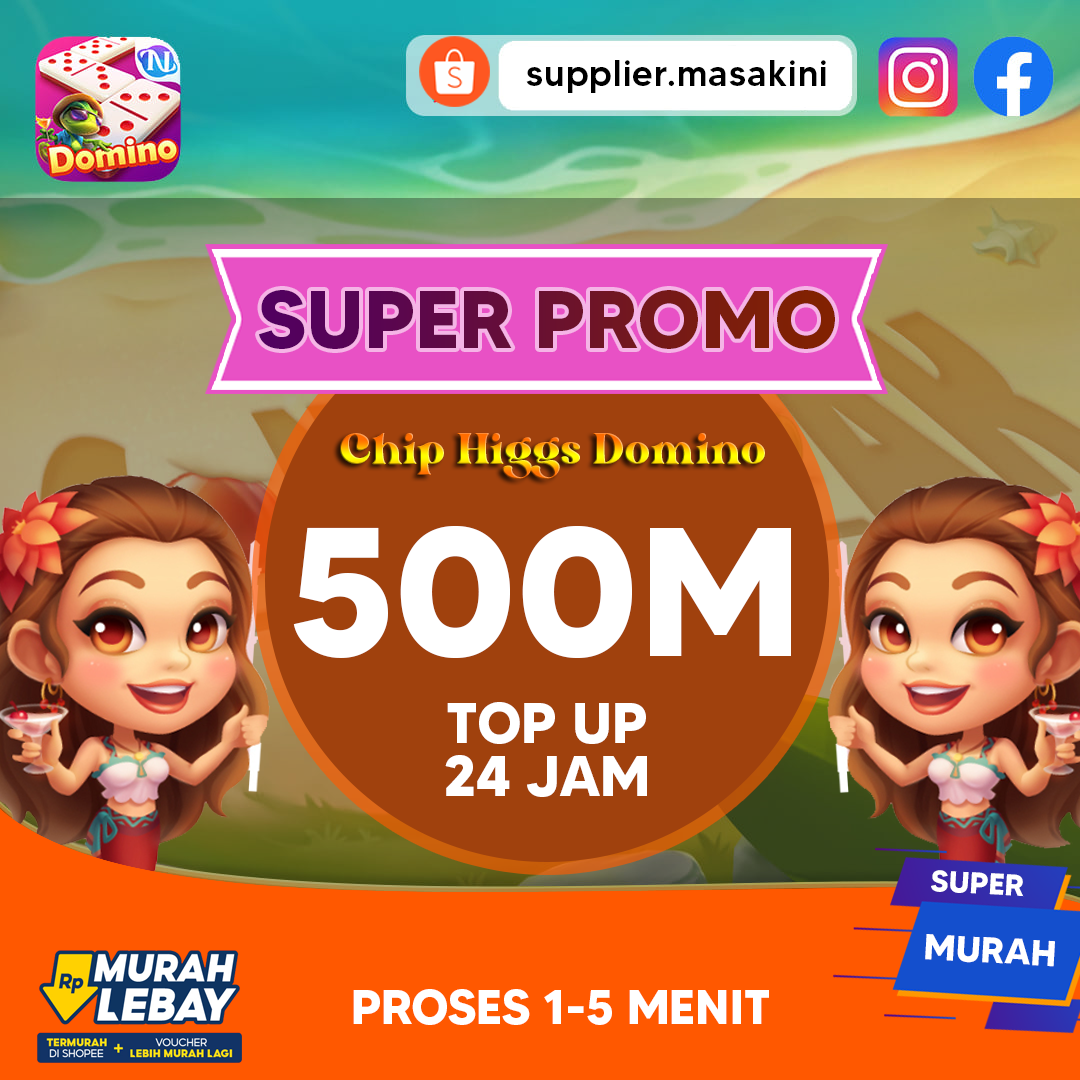 N
Domino
S
supplier.masakini
SUPER PROMO
Chip Higgs Domino
500M
TOP UP
24 JAM
SUPER
MURAH
Rp
MURAH
LEBAY
TERMURAH
DI SHOPEE
+
VOUCHER
LEBIH MURAH LAGI
PROSES 1-5 MENIT